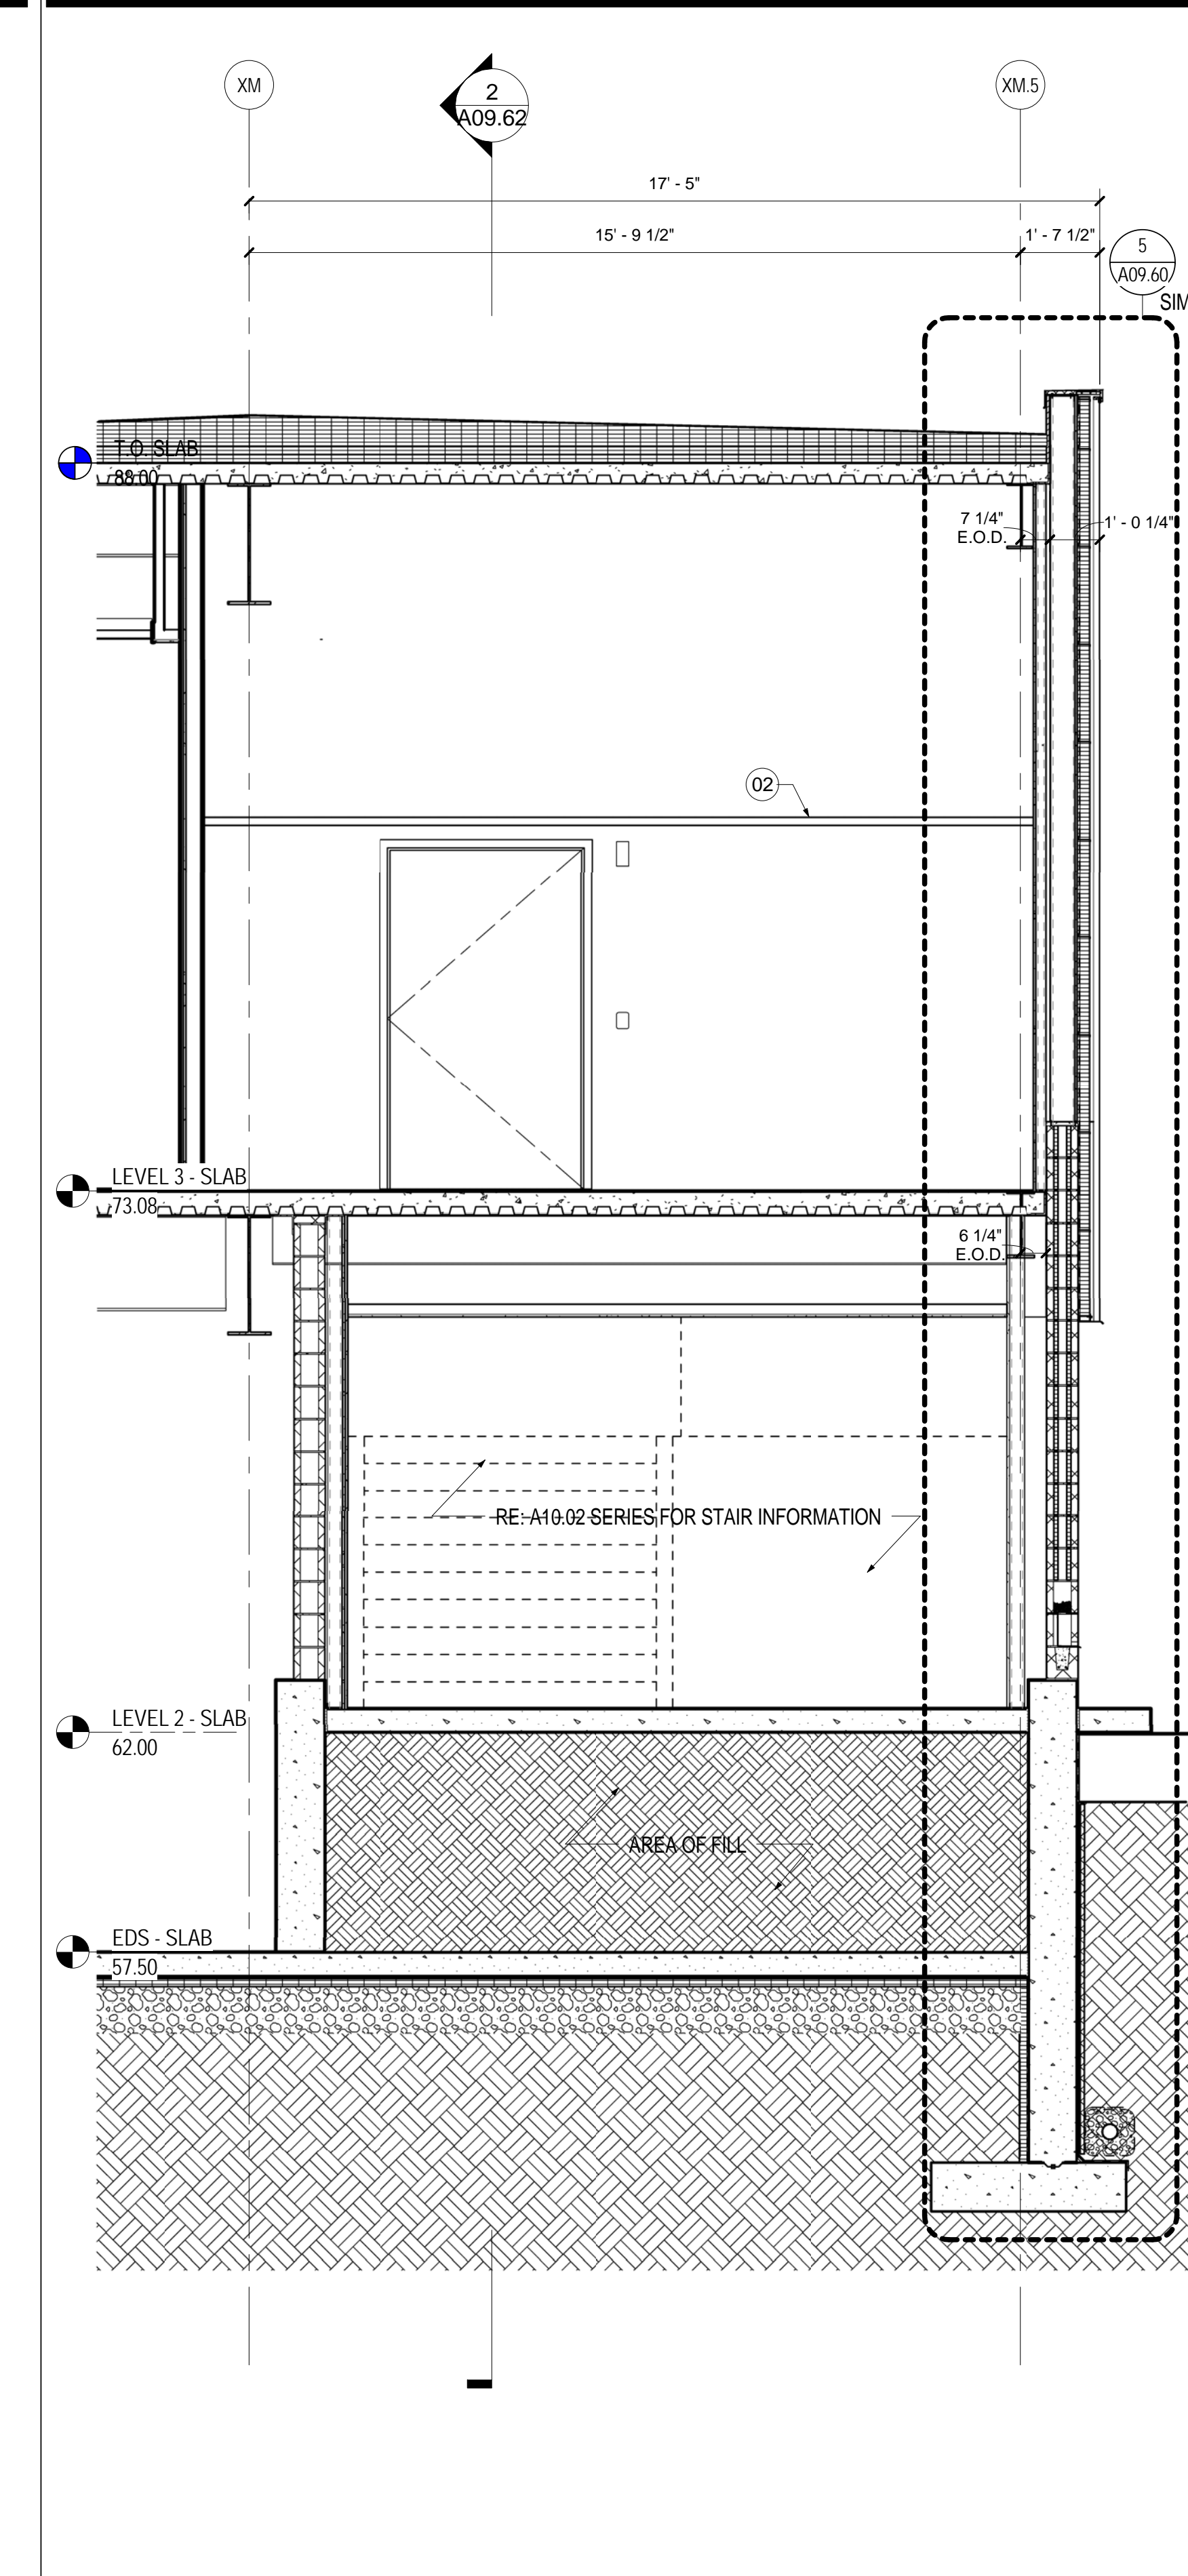 XM
2
A09.62
XM.5
17' - 5"
15' - 9 1/2"
1' - 7 1/2"
5
A09.60
SIM
T.O. SLAB
88.00
7 1/4"
E.O.D.
1' - 0 1/4"
02
LEVEL 3 - SLAB
73.08
6 1/4"
E.O.D.
RE: A10.02 SERIES FOR STAIR INFORMATION
LEVEL 2 - SLAB
62.00
AREA OF FILL
EDS - SLAB
57.50